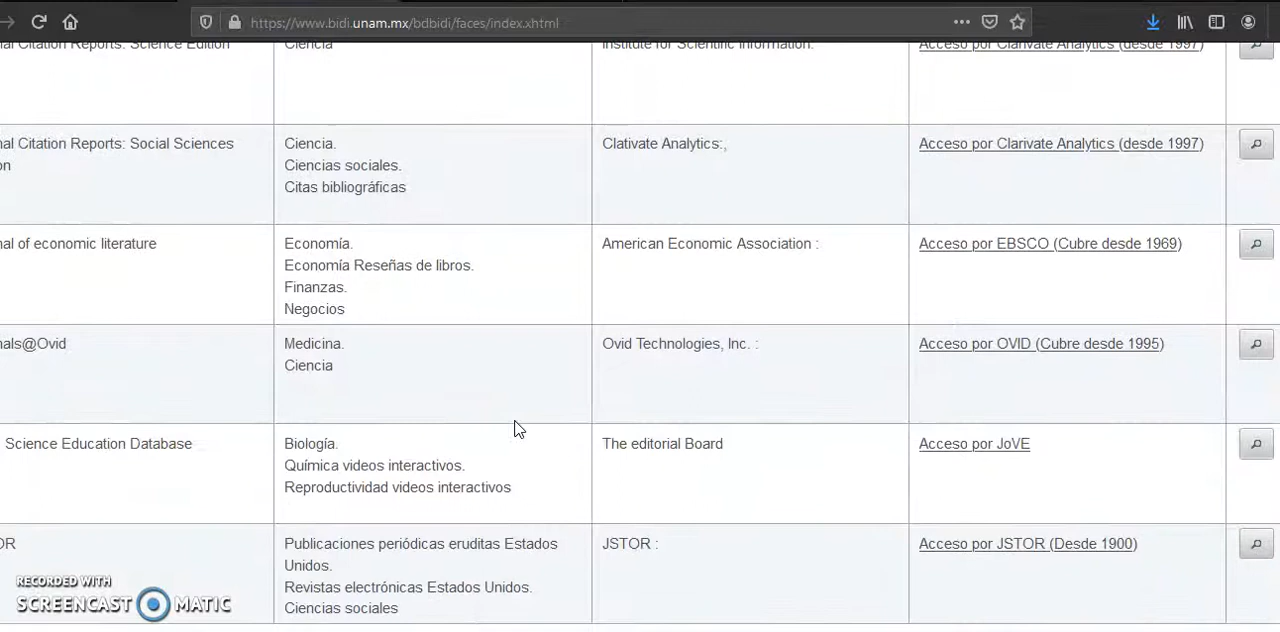 https://www.bidi.unam.mx/bdbidi/faces/index.xhtml
nal Citation Reports: Science Edition
Ciencia
Institute for Scientific Information:
Acceso por Clarivate Analytics (desde 1997)
nal Citation Reports: Social Sciences
on
Ciencia.
Ciencias sociales.
Citas bibliográficas
Clativate Analytics:,
Acceso por Clarivate Analytics (desde 1997)
nal of economic literature
Economía.
Economía Reseñas de libros.
Finanzas.
Negocios
American Economic Association :
Acceso por EBSCO (Cubre desde 1969)
nals@Ovid
Medicina.
Ciencia
Ovid Technologies, Inc. :
Acceso por OVID (Cubre desde 1995)
Science Education Database
Biología.
Química videos interactivos.
Reproductividad videos interactivos
The editorial Board
Acceso por JoVE
OR
Publicaciones periódicas eruditas Estados
Unidos.
Revistas electrónicas Estados Unidos.
Ciencias sociales
JSTOR :
Acceso por JSTOR (Desde 1900)
RECORDED WITH
SCREENCAST MATIC